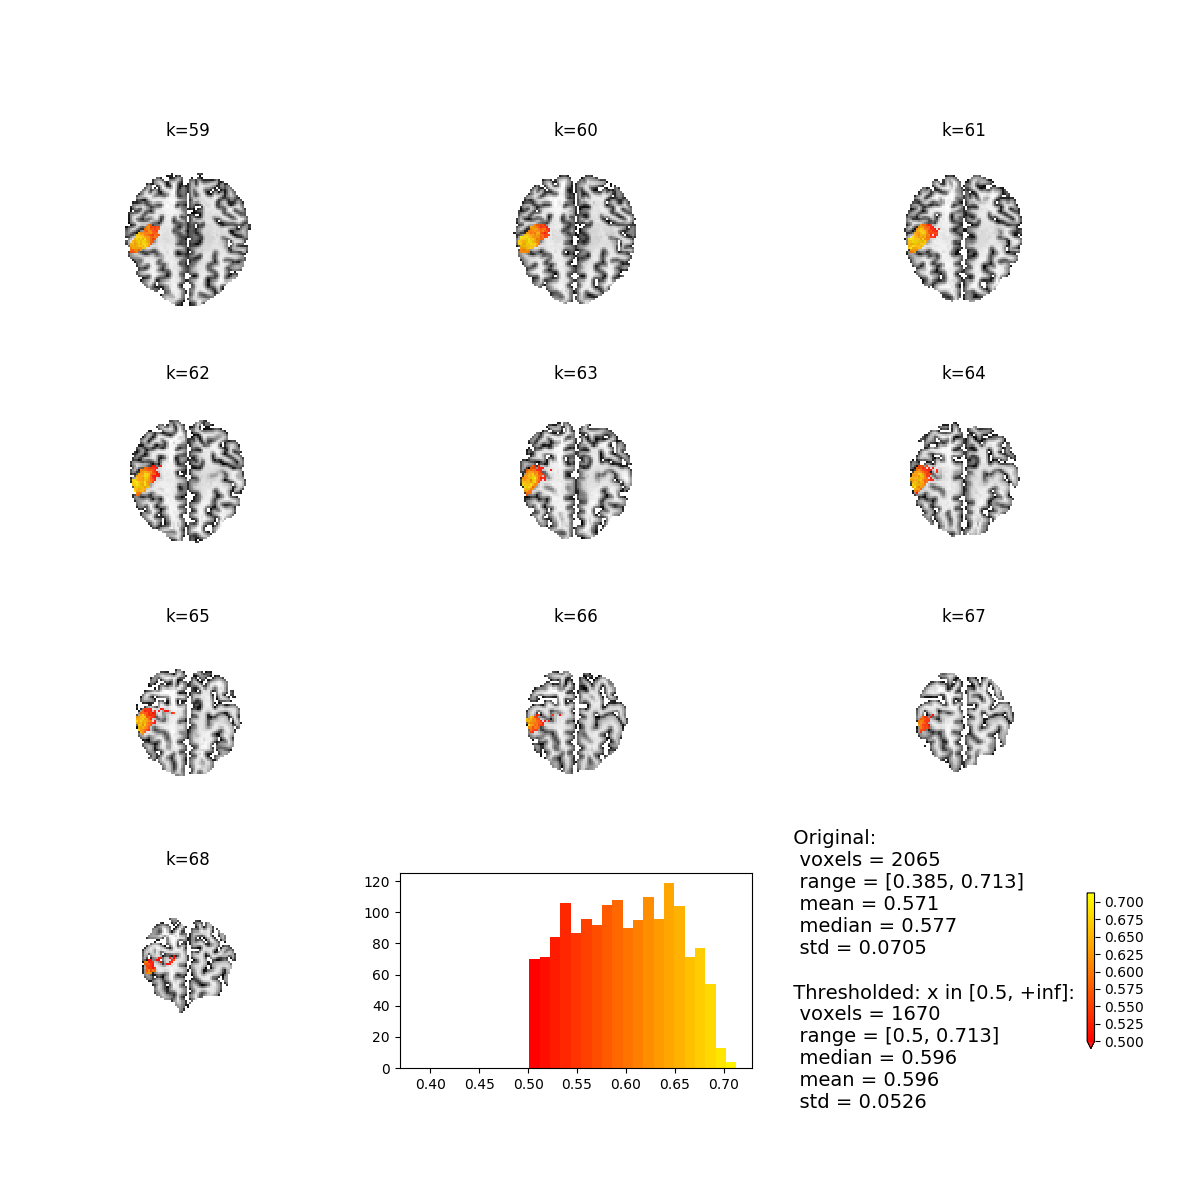 k=59
k=60
k=61
k=62
k=63
k=64
k=65
k=66
k=67
k=68
120
100
80
60
40
20
0
0.40 0.45 0.50 0.55 0.60 0.65 0.70
Original:
voxels = 2065
range = [0.385, 0.713]
mean = 0.571
median = 0.577
std = 0.0705
Thresholded: x in [0.5, +inf]:
voxels = 1670
range = [0.5, 0.713]
median = 0.596
mean = 0.596
std = 0.0526
0.700
0.675
0.650
0.625
0.600
0.575
0.550
0.525
0.500